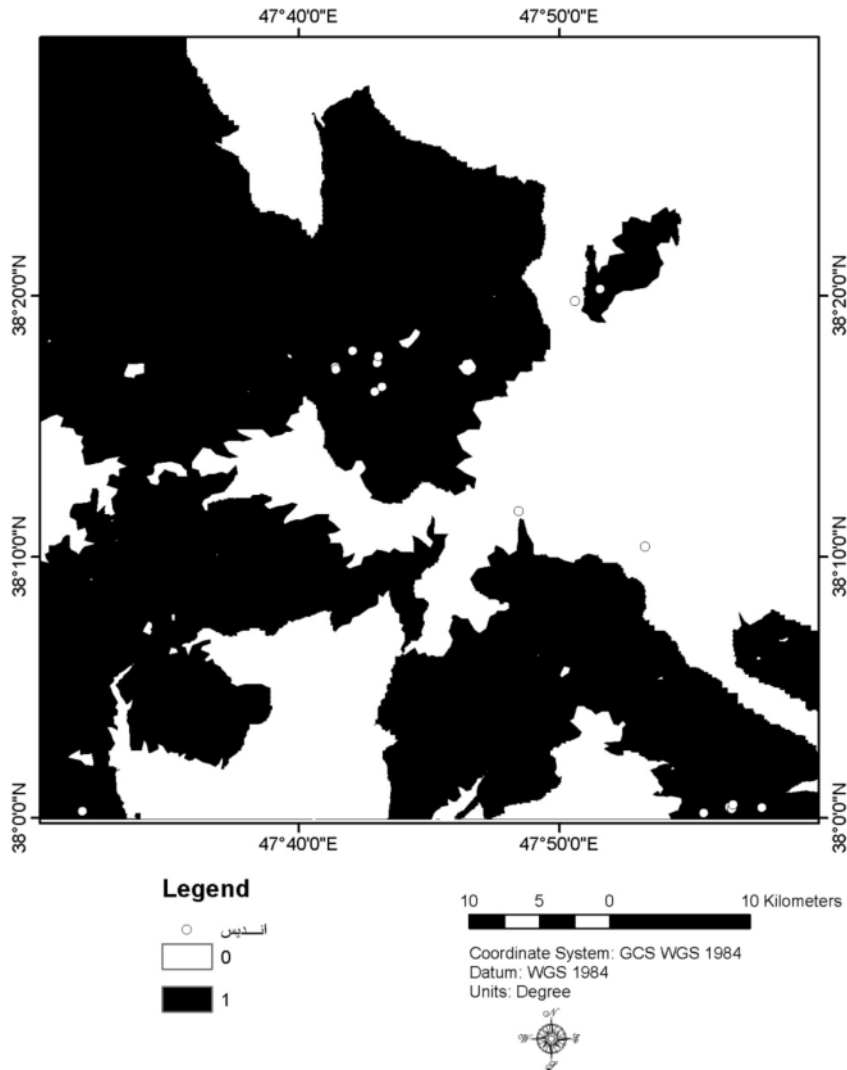 47°40'0"E 47°50'0"E
38°20'0"N 38°20'0"N
38°10'0"N 38°10'0"N
38°0'0"N 38°0'0"N
47°40'0"E 47°50'0"E
Legend
اندیس
0
1
10 5 0 10 Kilometers
Coordinate System: GCS WGS 1984
Datum: WGS 1984
Units: Degree
N
W E
S